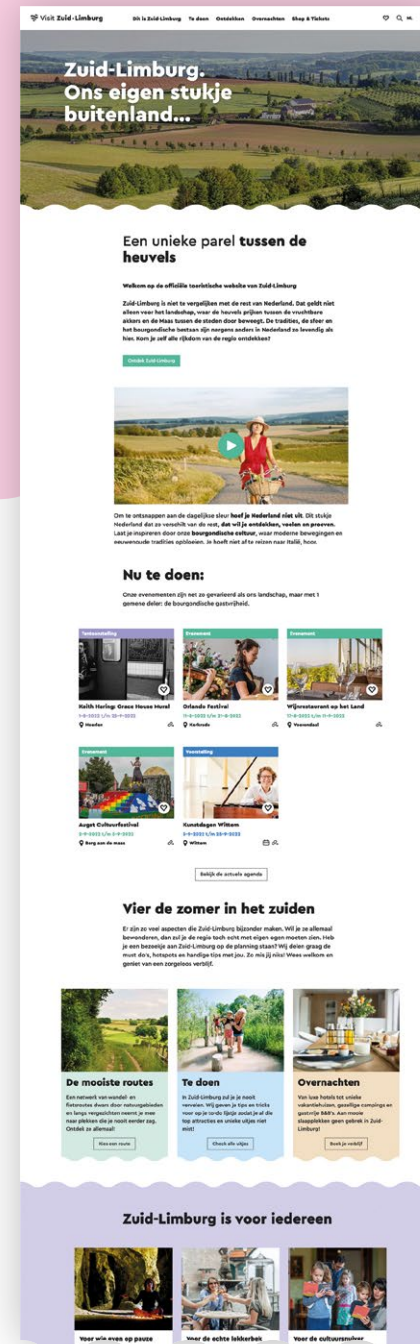 Visit Zuid-Limburg
Dit is Zuid-Limburg Te doen Ontdekken Overnachten Shop & Tickets
NL
Zuid-Limburg.
Ons eigen stukje
buitenland...
Een unieke parel tussen de
heuvels
Welkom op de officiële toeristische website van Zuid-Limburg
Zuid-Limburg is niet te vergelijken met de rest van Nederland. Dat geldt niet
alleen voor het landschap, waar de heuvels prijken tussen de vruchtbare
akkers en de Maas tussen de steden door beweegt. De tradities, de sfeer en
het bourgondische bestaan zijn nergens anders in Nederland zo levendig als
hier. Kom je zelf alle rijkdom van de regio ontdekken?
Ontdek Zuid-Limburg
Om te ontsnappen aan de dagelijkse sleur hoef je Nederland niet uit. Dit stukje
Nederland dat zo verschilt van de rest, dat wil je ontdekken, voelen en proeven.
Laat je inspireren door onze bourgondische cultuur, waar moderne bewegingen en
eeuwenoude tradities opbloeien. Je hoeft niet af te reizen naar Italië, hoor.
Nu te doen:
Onze evenementen zijn net zo gevarieerd als ons landschap, maar met 1
gemene deler: de bourgondische gastvrijheid.
Tentoonstelling
Evenement
Evenement
Keith Haring: Grace House Mural
Orlando Festival
Wijnrestaurant op het Land
Heerlen
Kerkrade
Evenement
Voorstelling
Auget Cultuurfestival
Kunstdagen Wittem
Berg aan de maas
Wittem
Bekijk de actuele agenda
Vier de zomer in het zuiden
Er zijn zo veel aspecten die Zuid-Limburg bijzonder maken. Wil je ze allemaal
bewonderen, dan zul je de regio toch echt met eigen ogen moeten zien. Heb
je een bezoekje aan Zuid-Limburg op de planning staan? Wij delen graag de
must do's, hotspots en handige tips met jou. Zo mis jij niks! Wees welkom en
geniet van een zorgeloos verblijf.
De mooiste routes
Een netwerk van wandel- en
fietsroutes dwars door natuurgebieden
en langs vergezichten neemt je mee
naar plekken die je nooit eerder zag.
Ontdek ze allemaal!
Kies een route
Te doen
In Zuid-Limburg zul je je nooit
vervelen. Wij geven je tips en tricks
voor op je to-do lijstje zodat je al die
top attracties en unieke uitjes niet
mist!
Check alle uitjes
Overnachten
Van luxe hotels tot unieke
vakantiehuizen, gezellige campings en
gastvrije B&B's. Aan mooie
slaapplekken geen gebrek in Zuid-
Limburg!
Boek je verblijf
Zuid-Limburg is voor iedereen
Voor wie even op pauze
Voor de echte lekkerbek
Voor de cultuursnuiver